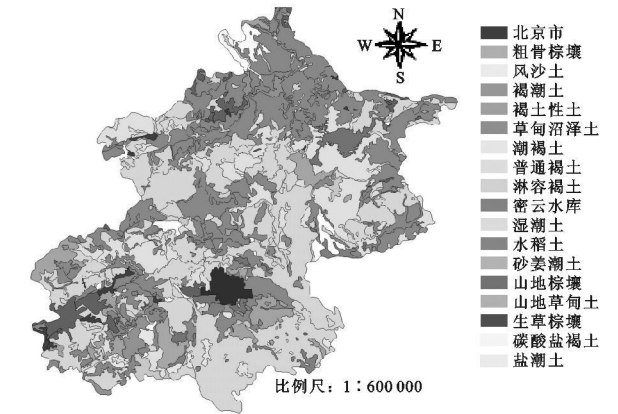 N
W E
S
北京市
粗骨棕壤
风沙土
褐潮土
褐土性土
草甸沼泽土
潮褐土
普通褐土
淋容褐土
密云水库
湿潮土
水稻土
砂姜潮土
山地棕壤
山地草甸土
生草棕壤
碳酸盐褐土
盐潮土
比例尺：1∶600 000